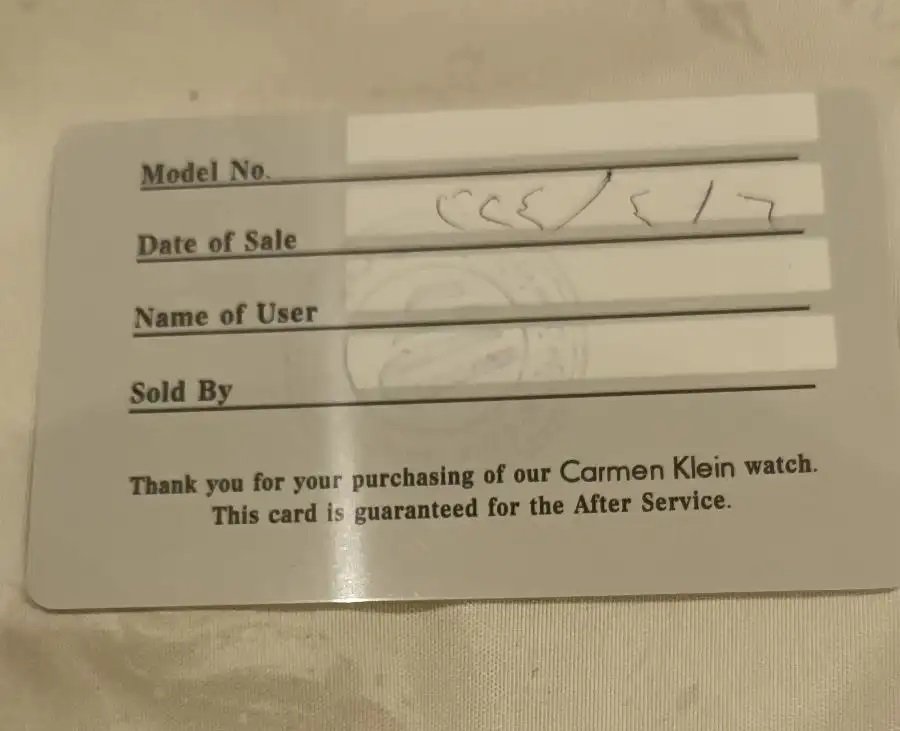 Model No.
Date of Sale
Name of User
Sold By
Thank you for your purchasing of our Carmen Klein watch.
This card is guaranteed for the After Service.